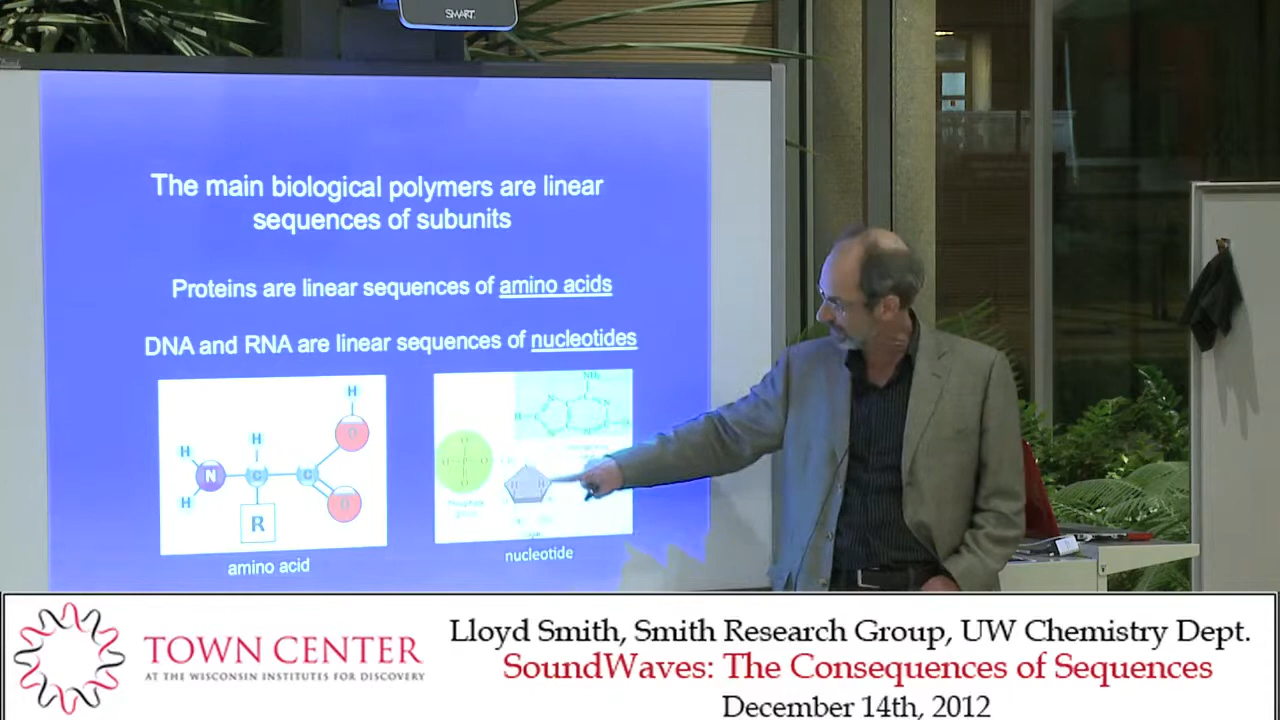 SMART
The main biological polymers are linear
sequences of subunits
Proteins are linear sequences of amino acids
DNA and RNA are linear sequences of nucleotides
H
H
O
H
N
C
C
H
O
R
NH₂
H
O
O
P
O
O
H
H
amino acid
nucleotide
TOWN CENTER
AT THE WISCONSIN INSTITUTES FOR DISCOVERY
Lloyd Smith, Smith Research Group, UW Chemistry Dept.
SoundWaves: The Consequences of Sequences
December 14th, 2012